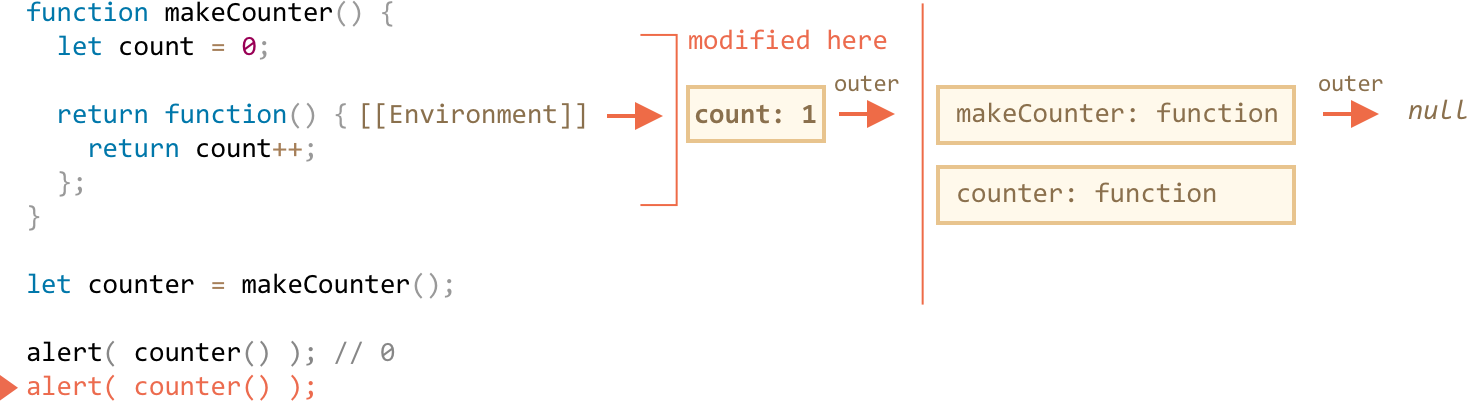 function makeCounter() {
let count = 0;
modified here
return function() { [[Environment]]
count: 1
outer
makeCounter: function
outer
null
return count++;
};
counter: function
}
let counter = makeCounter();
alert( counter() ); // 0
alert( counter() );